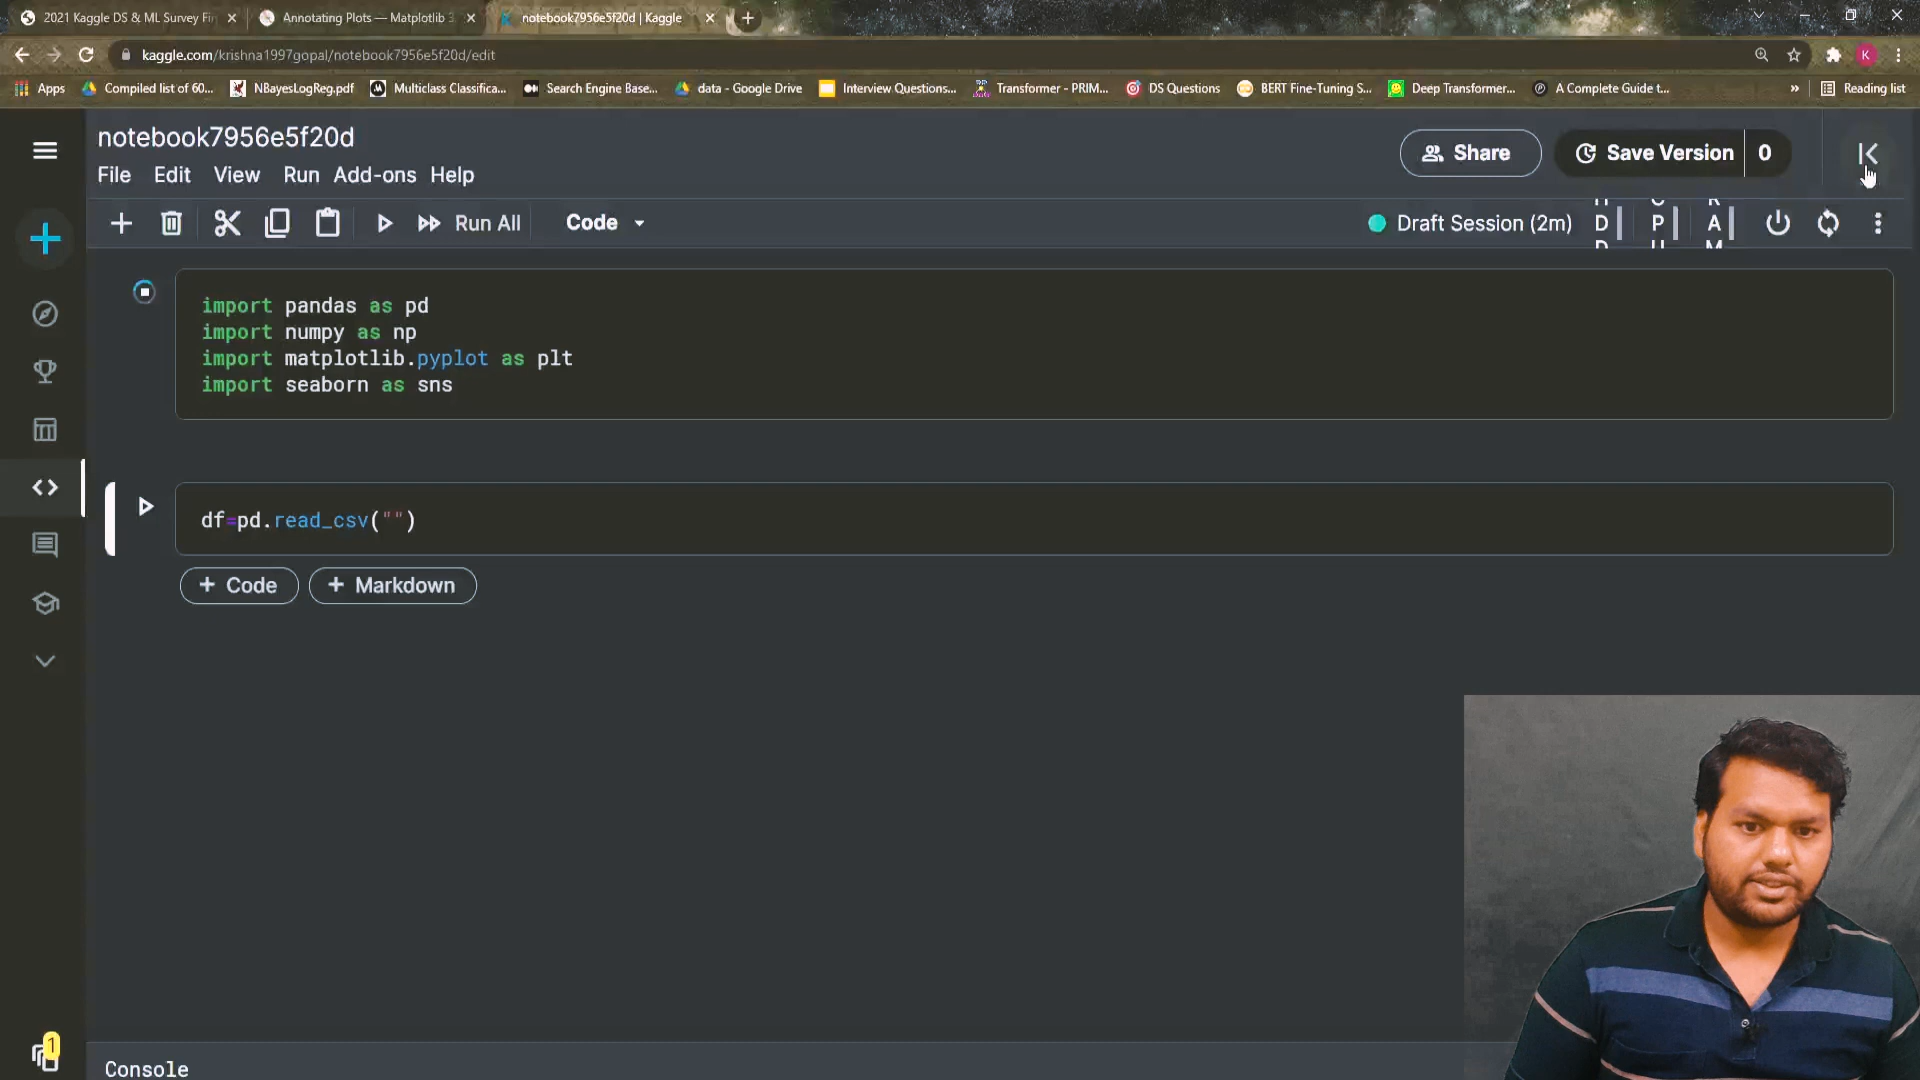 2021 Kaggle DS & ML Survey Fi
Annotating Plots — Matplotlib 3
notebook7956e5f20d | Kaggle
kaggle.com/krishna1997gopal/notebook7956e5f20d/edit
K
Apps
Compiled list of 60...
NBayesLogReg.pdf
Multiclass Classifica...
Search Engine Base...
data - Google Drive
Interview Questions...
Transformer - PRIM...
DS Questions
BERT Fine-Tuning S...
Deep Transformer...
A Complete Guide t...
»
Reading list
notebook7956e5f20d
File Edit View Run Add-ons Help
Share
Save Version 0
Run All
Code
Draft Session (2m)
import pandas as pd
import numpy as np
import matplotlib.pyplot as plt
import seaborn as sns
df=pd.read_csv("")
+ Code
+ Markdown
1
Console